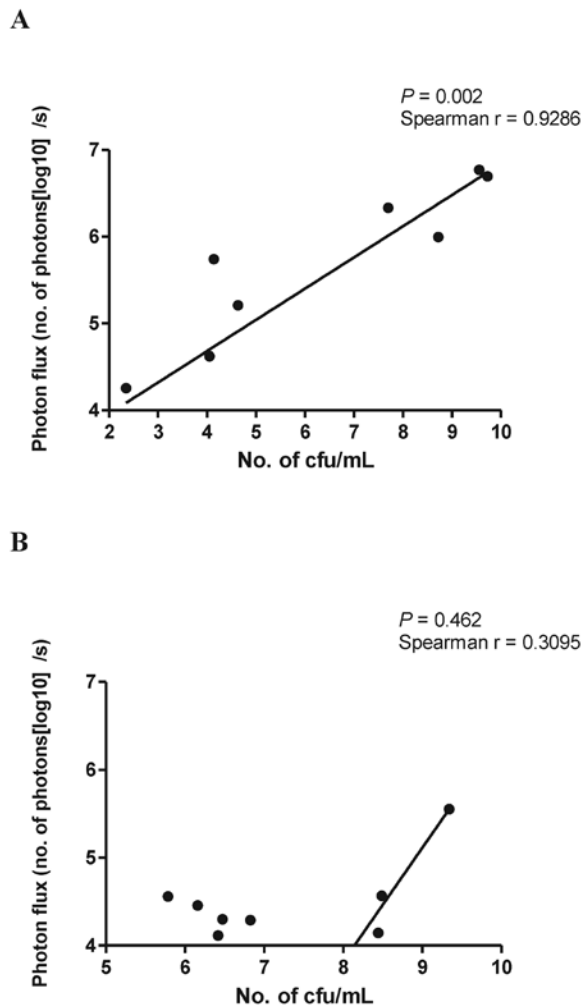 A
P = 0.002
Spearman r = 0.9286
Photon flux (no. of photons[log10] /s)
7
6
5
4
2 3 4 5 6 7 8 9 10
No. of cfu/mL
B
P = 0.462
Spearman r = 0.3095
Photon flux (no. of photons[log10] /s)
7
6
5
4
5 6 7 8 9 10
No. of cfu/mL